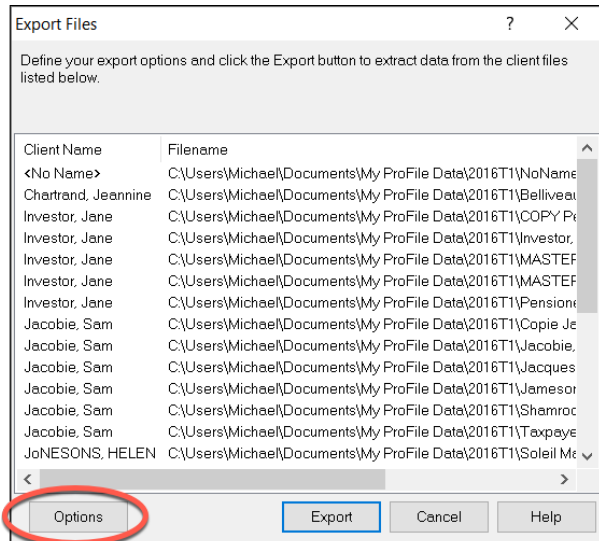 Export Files ? ×
Define your export options and click the Export button to extract data from the client files
listed below.
Client Name Filename
<No Name> C:\Users\Michael\Documents\My ProFile Data\2016T1\NoName
Chartrand, Jeannine C:\Users\Michael\Documents\My ProFile Data\2016T1\Belliveau
Investor, Jane C:\Users\Michael\Documents\My ProFile Data\2016T1\COPY Pe
Investor, Jane C:\Users\Michael\Documents\My ProFile Data\2016T1\Investor,
Investor, Jane C:\Users\Michael\Documents\My ProFile Data\2016T1\MASTER
Investor, Jane C:\Users\Michael\Documents\My ProFile Data\2016T1\MASTER
Investor, Jane C:\Users\Michael\Documents\My ProFile Data\2016T1\Pensione
Jacobie, Sam C:\Users\Michael\Documents\My ProFile Data\2016T1\Copie Ja
Jacobie, Sam C:\Users\Michael\Documents\My ProFile Data\2016T1\Jacobie,
Jacobie, Sam C:\Users\Michael\Documents\My ProFile Data\2016T1\Jacques
Jacobie, Sam C:\Users\Michael\Documents\My ProFile Data\2016T1\Jameson
Jacobie, Sam C:\Users\Michael\Documents\My ProFile Data\2016T1\Shamroc
Jacobie, Sam C:\Users\Michael\Documents\My ProFile Data\2016T1\Taxpaye
JoNESONS, HELEN C:\Users\Michael\Documents\My ProFile Data\2016T1\Soleil Ma
Options Export Cancel Help